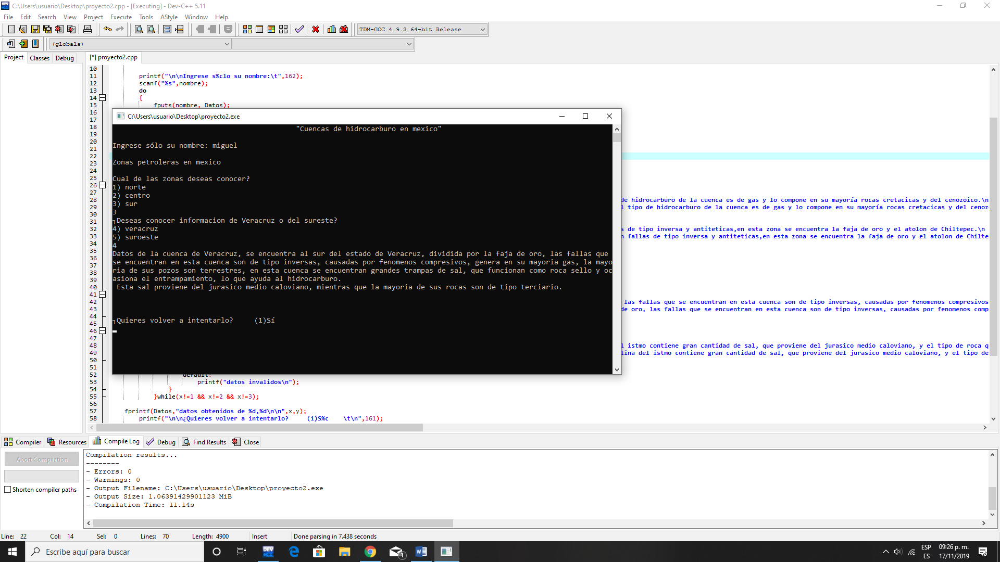 C:\Users\usuario\Desktop\proyecto2.cpp - [Executing] - Dev-C++ 5.11
File Edit Search View Project Execute Tools AStyle Window Help
TDM-GCC 4.9.2 64-bit Release
(globals)
Project Classes Debug [*] proyecto2.cpp
10
11 printf("\n\nIngrese s%clo su nombre:\t",162);
12 scanf("%s",nombre);
13 do
14 {
15 fputs(nombre, Datos);
16
17
18
19
20
21
22
23
24
25
26
27
28 de hidrocarburo de la cuenca es de gas y lo compone en su mayoría rocas cretacicas y del cenozoico.\n
29 l tipo de hidrocarburo de la cuenca es de gas y lo compone en su mayoría rocas cretacicas y del cenoz
30
31
32 s de tipo inversa y antiteticas,en esta zona se encuentra la faja de oro y el atolon de Chiltepec.\n
33 n fallas de tipo inversa y antiteticas,en esta zona se encuentra la faja de oro y el atolon de Chilte
34
35
36
37
38
39
40
41
42 las fallas que se encuentran en esta cuenca son de tipo inversas, causadas por fenomenos compresivos
43 de oro, las fallas que se encuentran en esta cuenca son de tipo inversas, causadas por fenomenos comp
44
45
46
47
48 l istmo contiene gran cantidad de sal, que proviene del jurasico medio caloviano, y el tipo de roca q
49 lina del istmo contiene gran cantidad de sal, que proviene del jurasico medio caloviano, y el tipo de
50
51
52 default:
53 printf("datos invalidos\n");
54 }
55 }while(x!=1 && x!=2 && x!=3);
56
57 fprintf(Datos,"datos obtenidos de %d,%d\n\n",x,y);
58 printf("\n\n¿Quieres volver a intentarlo? (1)S%c \t\n",161);
C:\Users\usuario\Desktop\proyecto2.exe
"Cuencas de hidrocarburo en mexico"
Ingrese sólo su nombre: miguel
Zonas petroleras en mexico
Cual de las zonas deseas conocer?
1) norte
2) centro
3) sur
3
┐Deseas conocer informacion de Veracruz o del sureste?
4) veracruz
5) suroeste
4
Datos de la cuenca de Veracruz, se encuentra al sur del estado de Veracruz, dividida por la faja de oro, las fallas que
se encuentran en esta cuenca son de tipo inversas, causadas por fenomenos compresivos, genera en su mayoria gas, la mayo
ria de sus pozos son terrestres, en esta cuenca se encuentran grandes trampas de sal, que funcionan como roca sello y oc
asiona el entrampamiento, lo que ayuda al hidrocarburo.
Esta sal proviene del jurasico medio caloviano, mientras que la mayoria de sus rocas son de tipo terciario.
┐Quieres volver a intentarlo? (1)Sí
Compiler Resources Compile Log Debug Find Results Close
Abort Compilation
Shorten compiler paths
Compilation results...
--------
- Errors: 0
- Warnings: 0
- Output Filename: C:\Users\usuario\Desktop\proyecto2.exe
- Output Size: 1.06391429901123 MiB
- Compilation Time: 11.14s
Line: 22 Col: 14 Sel: 0 Lines: 70 Length: 4900 Insert Done parsing in 7.438 seconds
Escribe aquí para buscar
DEV C++
1
ESP
ES
09:26 p. m.
17/11/2019